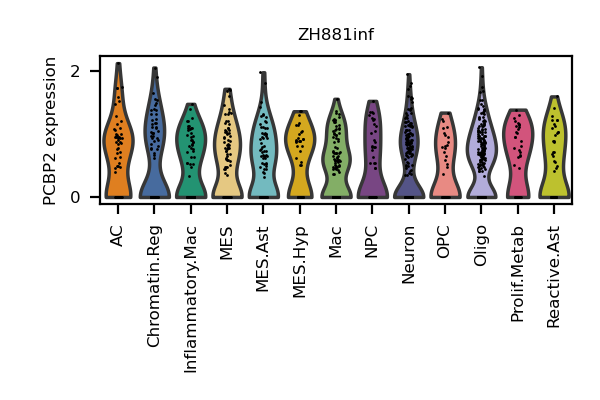 ZH881inf
PCBP2 expression
2
0
AC
Chromatin.Reg
Inflammatory.Mac
MES
MES.Ast
MES.Hyp
Mac
NPC
Neuron
OPC
Oligo
Prolif.Metab
Reactive.Ast